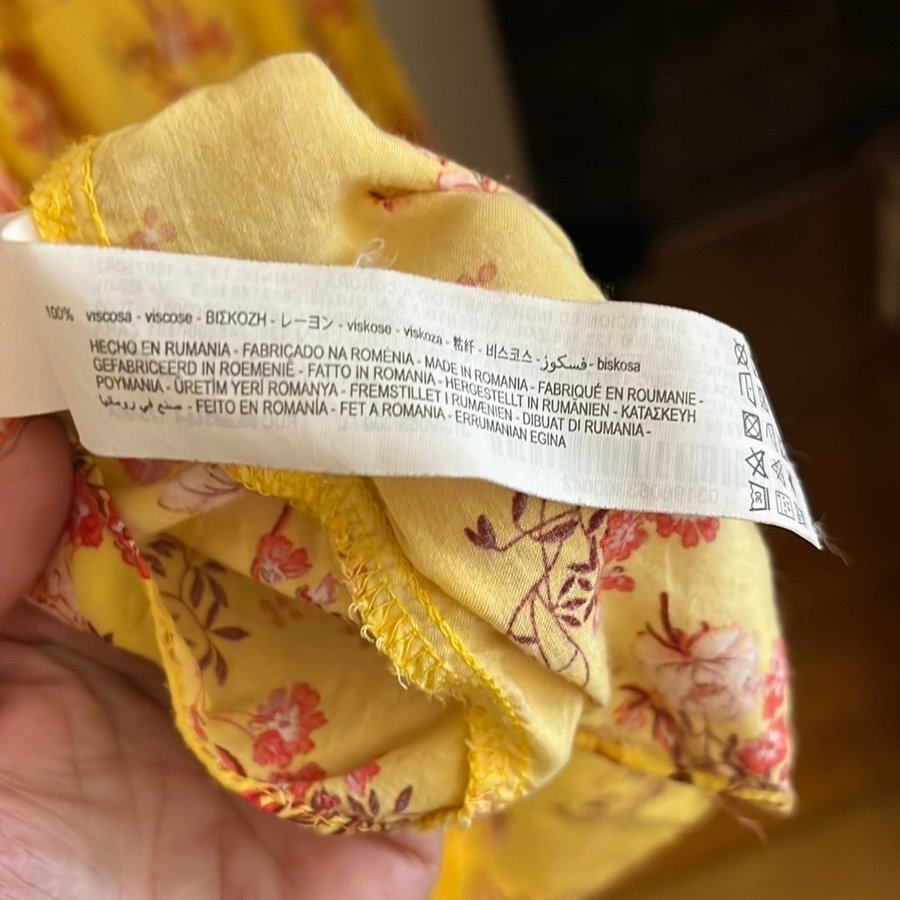 100% viscosa - viscose - ΒΙΣΚΟΖΗ - レーヨン - viskose - viskoza - 粘纤 - 비스코스 - فسكوز - biskosa
HECHO EN RUMANIA - FABRICADO NA ROMÉNIA - MADE IN ROMANIA - FABRIQUÉ EN ROUMANIE -
GEFABRICEERD IN ROEMENIË - FATTO IN ROMANIA - HERGESTELLT IN RUMÄNIEN - ΚΑΤΑΣΚΕΥΗ
ΡΟΥΜΑΝΙΑ - ÜRETİM YERİ ROMANYA - FREMSTILLET I RUMÆNIEN - DIBUAT DI RUMANIA -
صنع في رومانيا - FEITO EN ROMANÍA - FET A ROMANIA - ERRUMANIAN EGINA
30